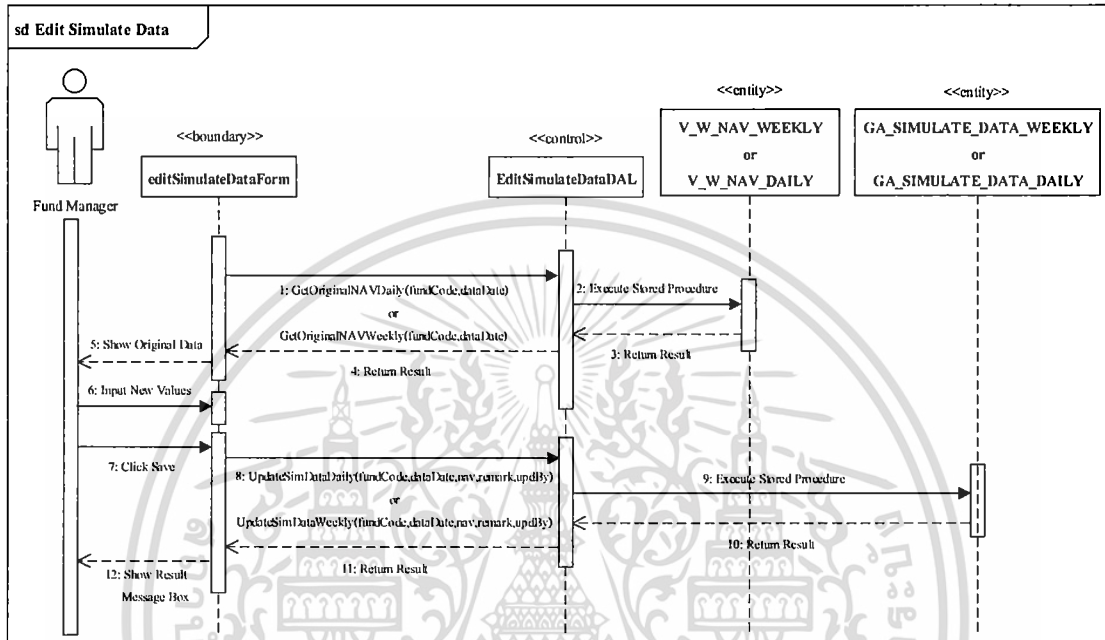 sd Edit Simulate Data
Fund Manager
<<boundary>>
editSimulateDataForm
<<control>>
EditSimulateDataDAL
<<entity>>
V_W_NAV_WEEKLY
or
V_W_NAV_DAILY
<<entity>>
GA_SIMULATE_DATA_WEEKLY
or
GA_SIMULATE_DATA_DAILY
1: GetOriginalNAVDaily(fundCode,dataDate)
or
GetOriginalNAVWeekly(fundCode,dataDate)
2: Execute Stored Procedure
3: Return Result
4: Return Result
5: Show Original Data
6: Input New Values
7: Click Save
8: UpdateSimDataDaily(fundCode,dataDate,nav,remark,updBy)
or
UpdateSimDataWeekly(fundCode,dataDate,nav,remark,updBy)
9: Execute Stored Procedure
10: Return Result
11: Return Result
12: Show Result
Message Box